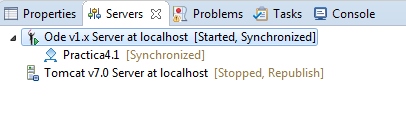 Properties Servers Problems Tasks Console
Ode v1.x Server at localhost [Started, Synchronized]
Practica4.1 [Synchronized]
Tomcat v7.0 Server at localhost [Stopped, Republish]